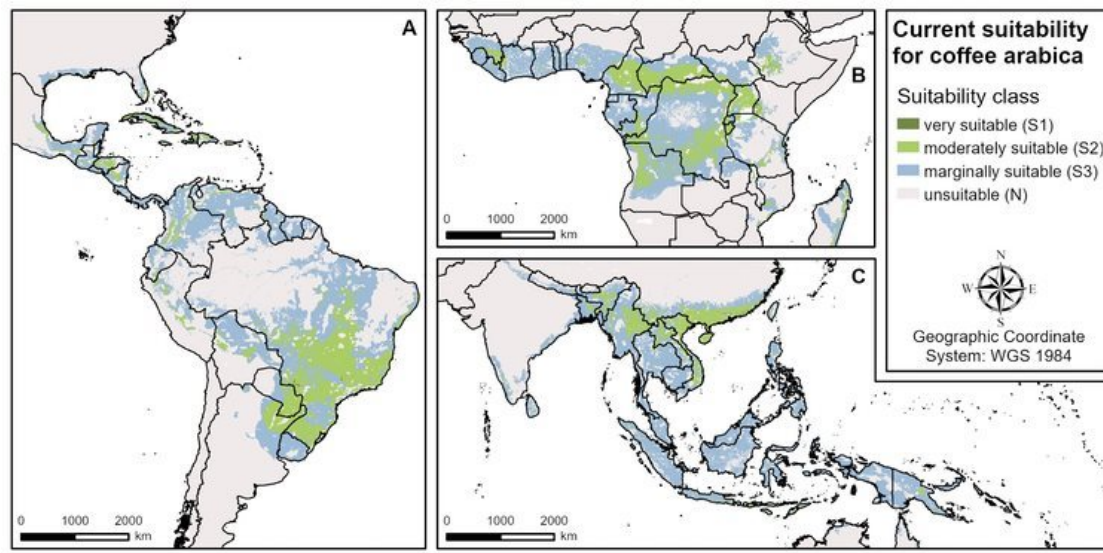 A
0 1000 2000
km
B
0 1000 2000
km
C
0 1000 2000
km
Current suitability
for coffee arabica
Suitability class
very suitable (S1)
moderately suitable (S2)
marginally suitable (S3)
unsuitable (N)
N
W E
S
Geographic Coordinate
System: WGS 1984